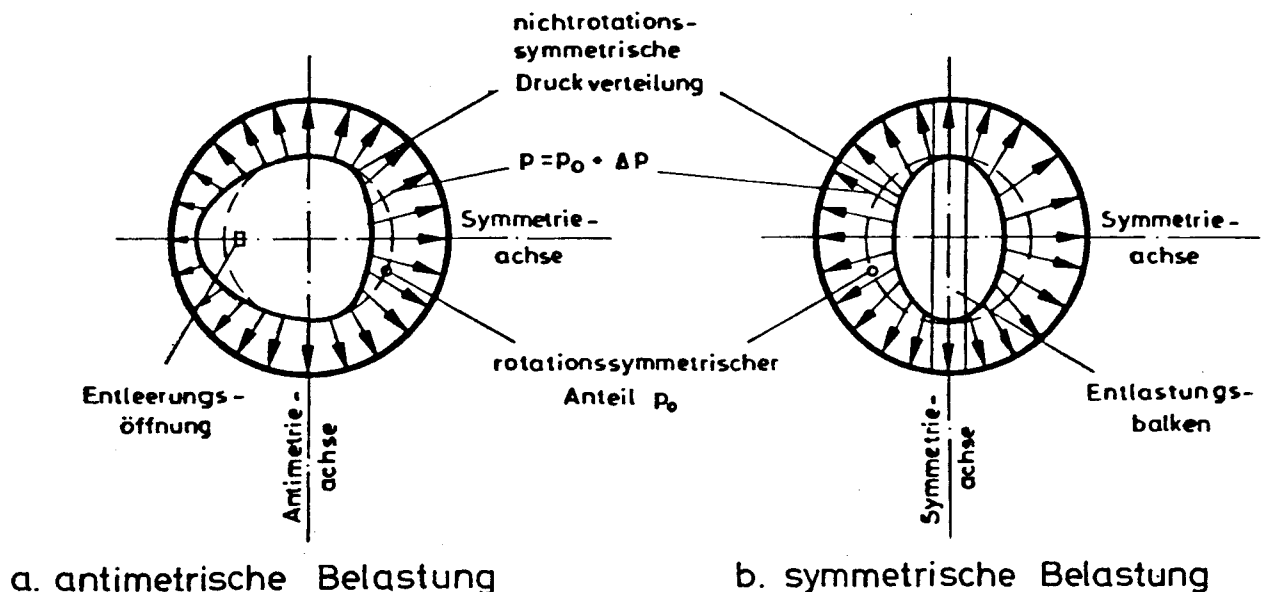 nichtrotations-
symmetrische
Druckverteilung
p = p₀ + Δp
Symmetrie-
achse
Symmetrie-
achse
rotationssymmetrischer
Anteil p₀
Entleerungs-
öffnung
Entlastungs-
balken
Antimetrie-
achse
Symmetrie-
achse
a. antimetrische Belastung
b. symmetrische Belastung